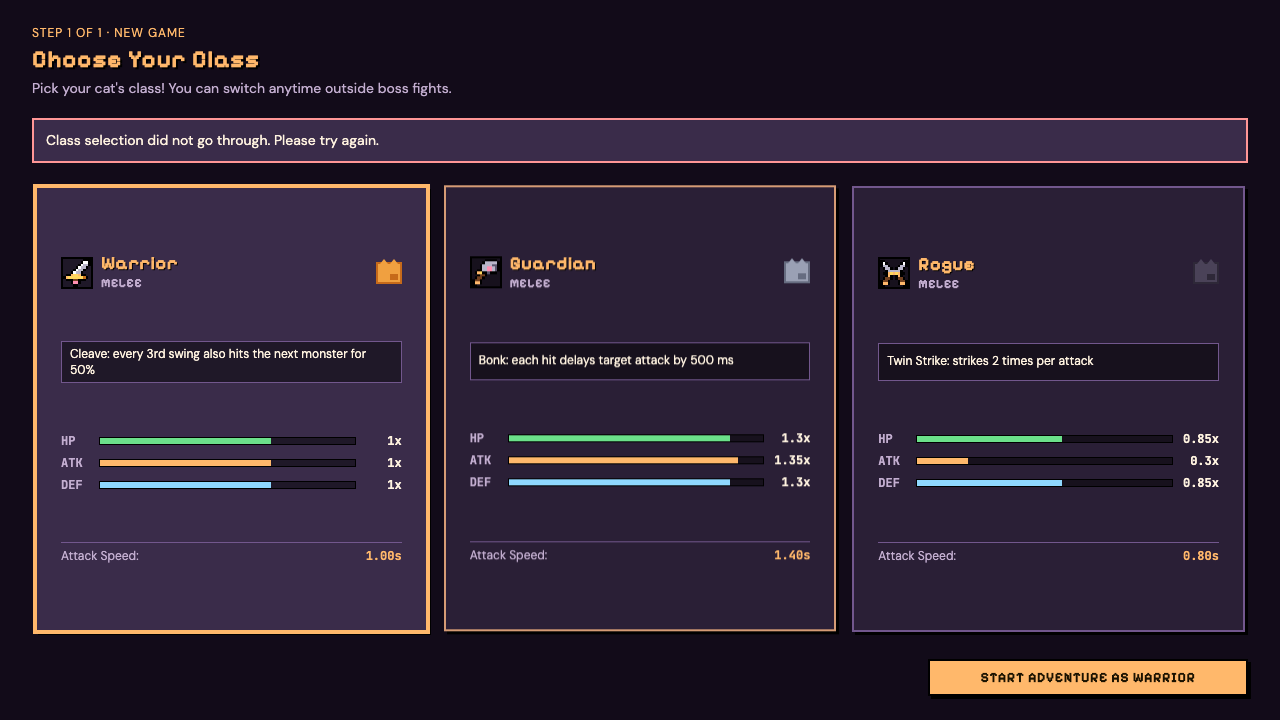 STEP 1 OF 1 · NEW GAME
Choose Your Class
Pick your cat's class! You can switch anytime outside boss fights.
Class selection did not go through. Please try again.
Warrior
MELEE
Cleave: every 3rd swing also hits the next monster for
50%
HP 1x
ATK 1x
DEF 1x
Attack Speed: 1.00s
Guardian
MELEE
Bonk: each hit delays target attack by 500 ms
HP 1.3x
ATK 1.35x
DEF 1.3x
Attack Speed: 1.40s
Rogue
MELEE
Twin Strike: strikes 2 times per attack
HP 0.85x
ATK 0.3x
DEF 0.85x
Attack Speed: 0.80s
START ADVENTURE AS WARRIOR